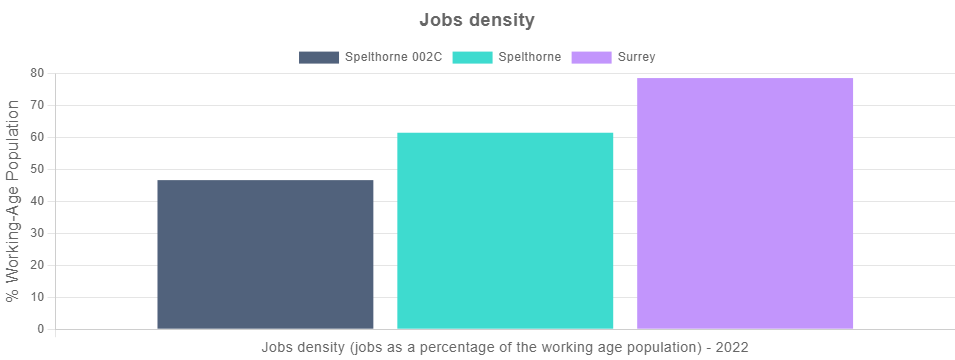 Jobs density
Spelthorne 002C Spelthorne Surrey
% Working-Age Population
80
70
60
50
40
30
20
10
0
Jobs density (jobs as a percentage of the working age population) - 2022